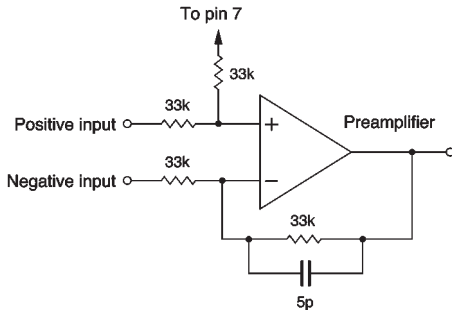 To pin 7
33k
33k
Positive input
+
Preamplifier
33k
Negative input
−
33k
5p